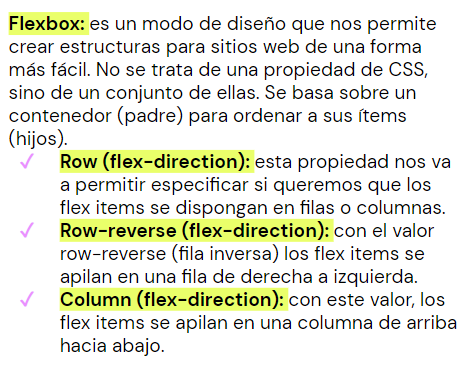 Flexbox: es un modo de diseño que nos permite
crear estructuras para sitios web de una forma
más fácil. No se trata de una propiedad de CSS,
sino de un conjunto de ellas. Se basa sobre un
contenedor (padre) para ordenar a sus ítems
(hijos).
✓ Row (flex-direction): esta propiedad nos va
a permitir especificar si queremos que los
flex items se dispongan en filas o columnas.
✓ Row-reverse (flex-direction): con el valor
row-reverse (fila inversa) los flex items se
apilan en una fila de derecha a izquierda.
✓ Column (flex-direction): con este valor, los
flex items se apilan en una columna de arriba
hacia abajo.